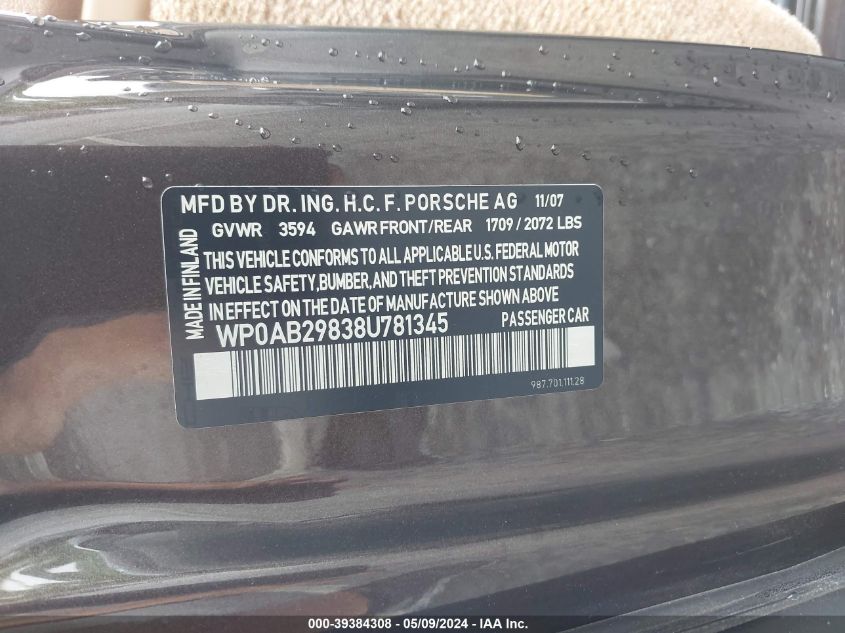 MFD BY DR. ING. H.C. F. PORSCHE AG 11/07
GVWR 3594 GAWR FRONT/REAR 1709 / 2072 LBS
MADE IN FINLAND
THIS VEHICLE CONFORMS TO ALL APPLICABLE U.S. FEDERAL MOTOR
VEHICLE SAFETY, BUMBER, AND THEFT PREVENTION STANDARDS
IN EFFECT ON THE DATE OF MANUFACTURE SHOWN ABOVE
WP0AB29838U781345 PASSENGER CAR
987.701.111.28
000-39384308 - 05/09/2024 - IAA Inc.